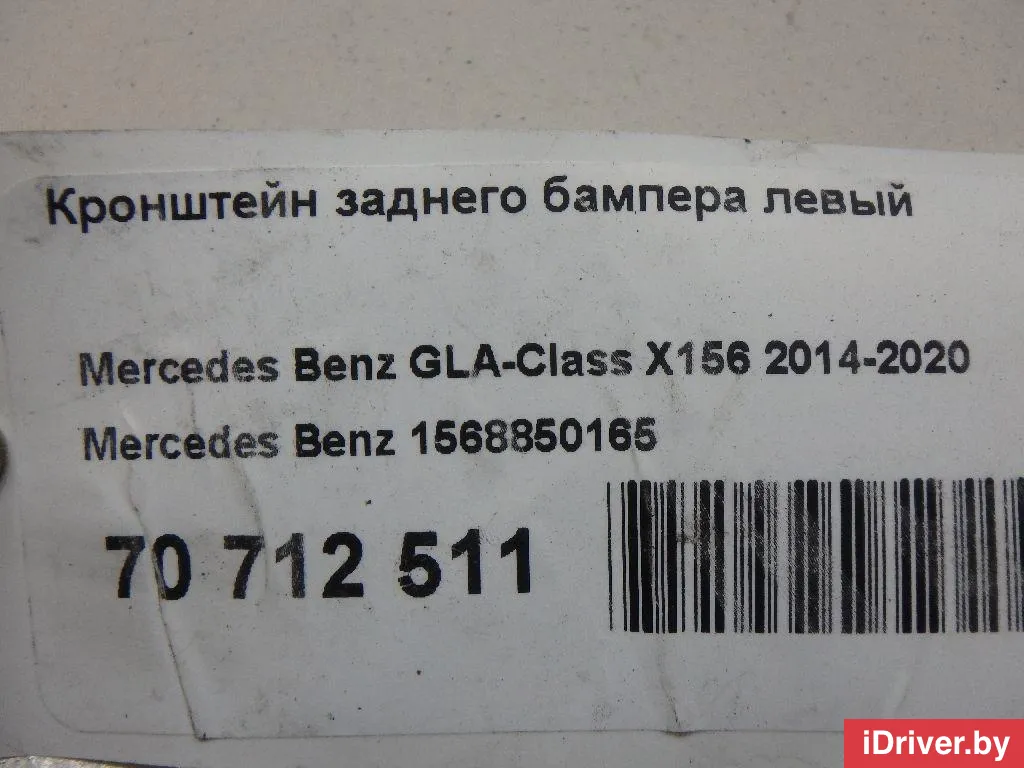 Кронштейн заднего бампера левый
Mercedes Benz GLA-Class X156 2014-2020
Mercedes Benz 1568850165
70 712 511
iDriver.by